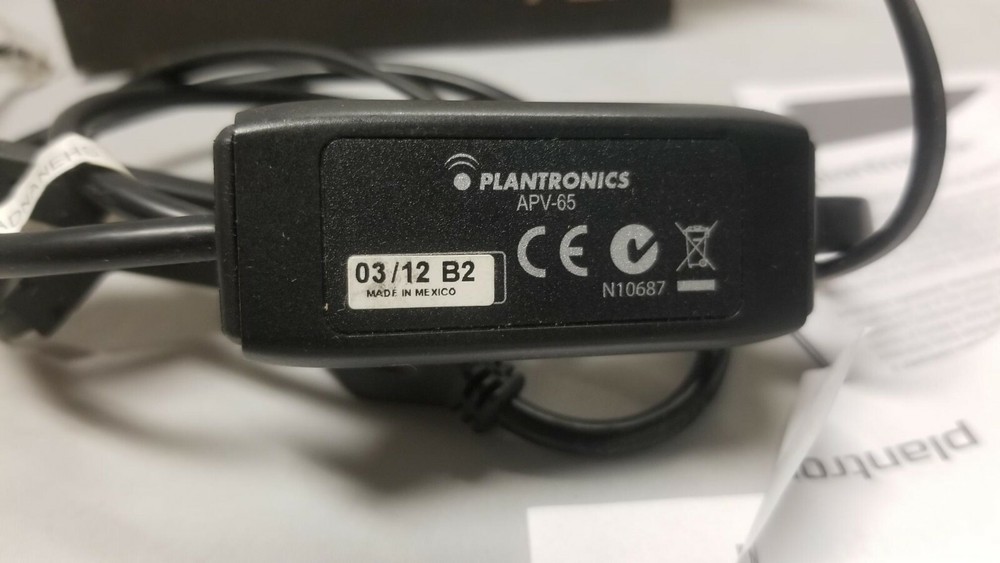 PLANTRONICS
APV-65
CE
03/12 B2
MADE IN MEXICO
N10687
plantro